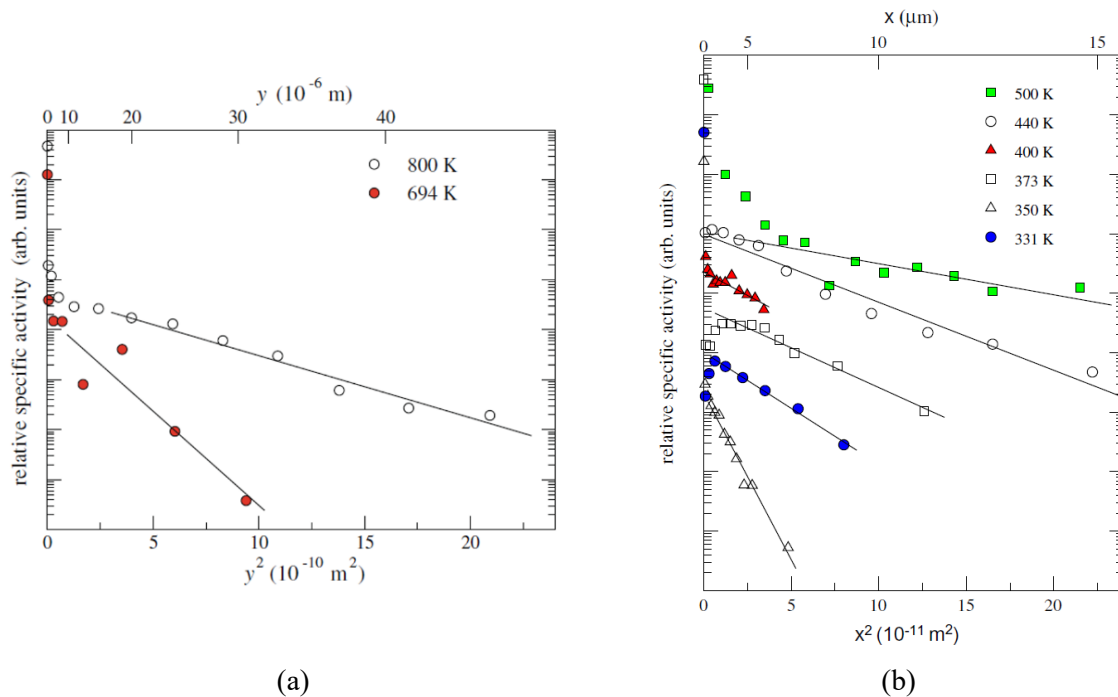 y (10⁻⁶ m)
0 10 20 30 40
800 K
694 K
relative specific activity (arb. units)
0 5 10 15 20
y² (10⁻¹⁰ m²)
(a)
x (μm)
0 5 10 15
500 K
440 K
400 K
373 K
350 K
331 K
relative specific activity (arb. units)
0 5 10 15 20
x² (10⁻¹¹ m²)
(b)